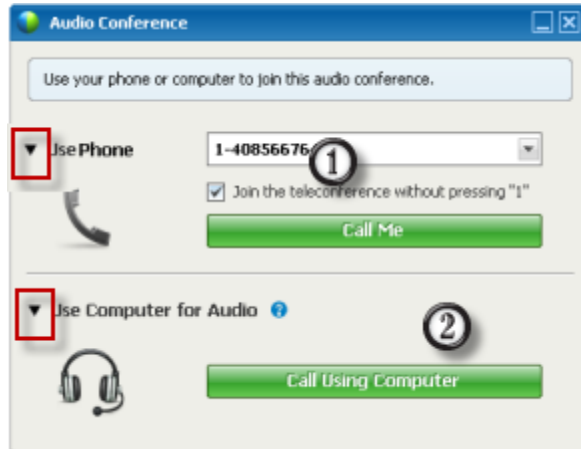 Audio Conference
Use your phone or computer to join this audio conference.
Use Phone
1-40856676
1
Join the teleconference without pressing "1"
Call Me
Use Computer for Audio ?
2
Call Using Computer